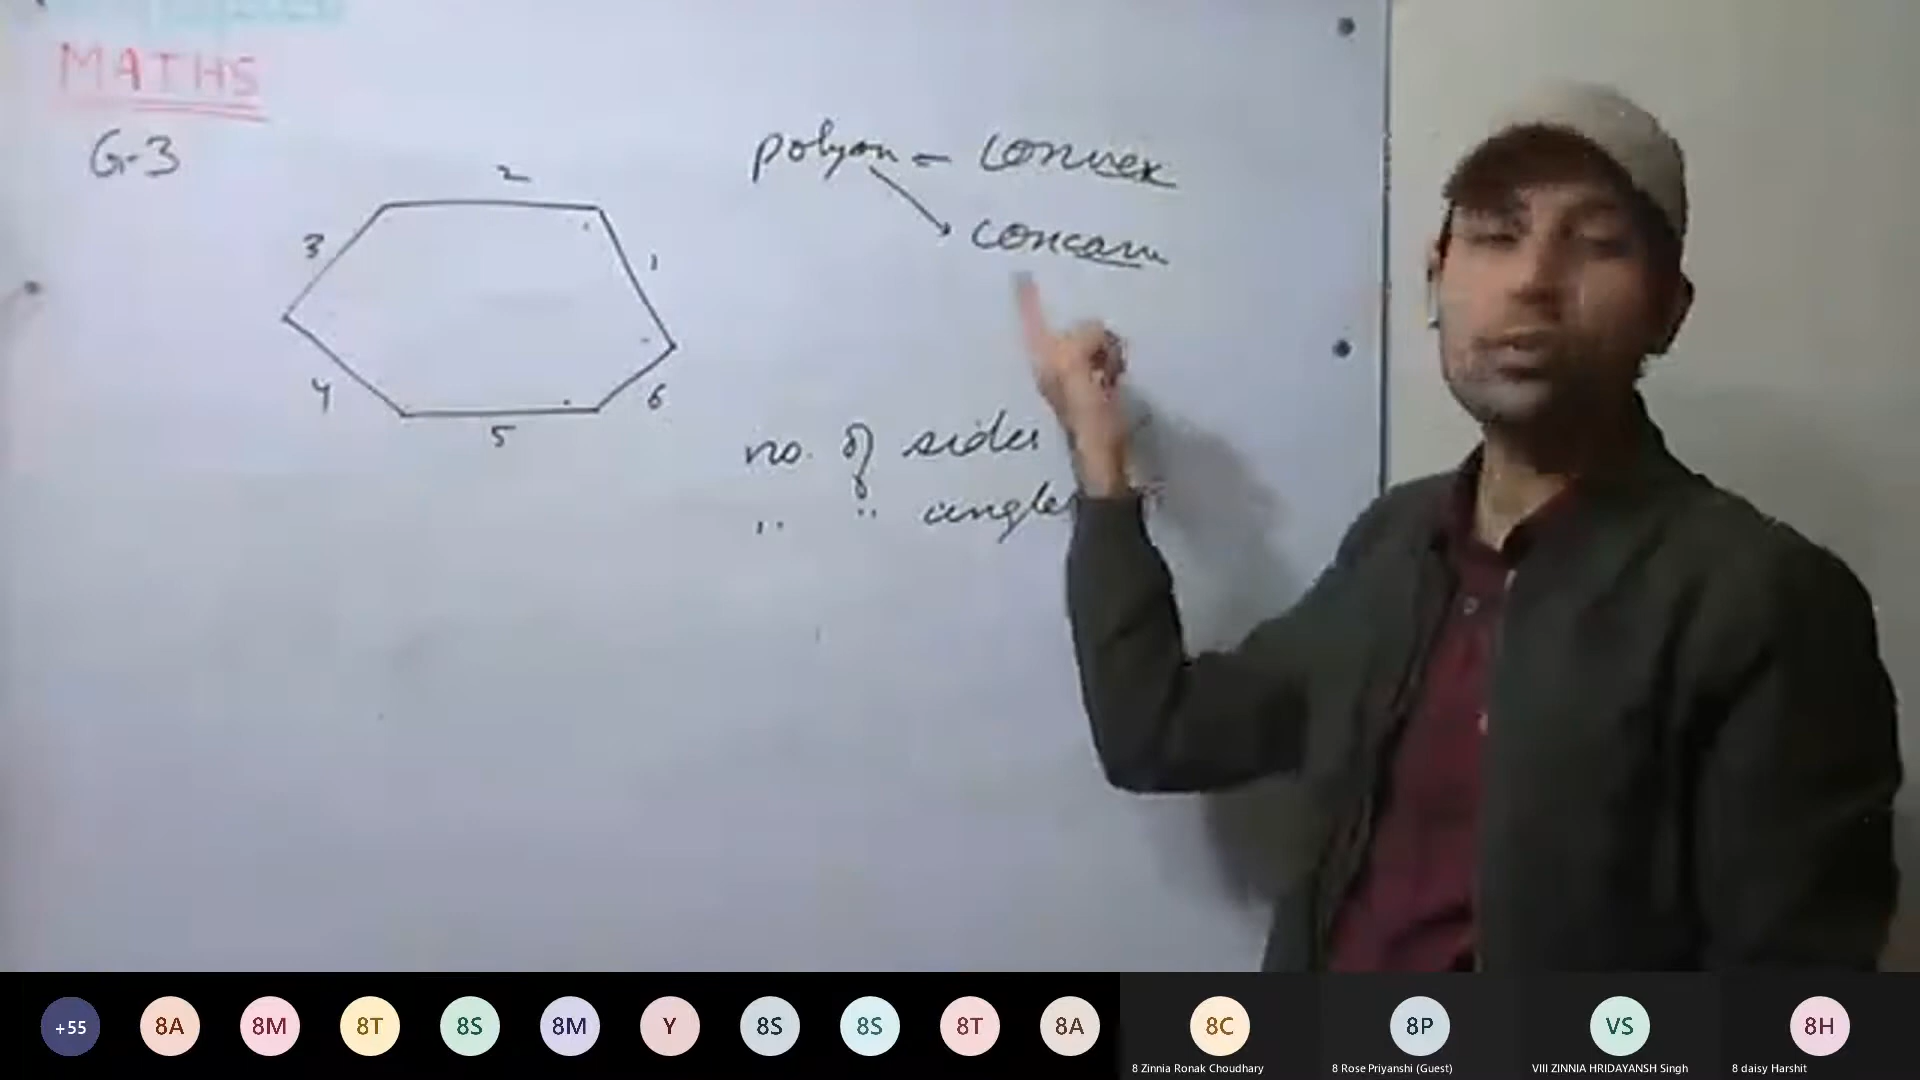 MATHS
G-3
2
3
1
4
5
6
polyon - convex
concave
no. of sides
.. .. angles
+55
8A
8M
8T
8S
8M
Y
8S
8S
8T
8A
8C
8P
VS
8H
8 Zinnia Ronak Choudhary
8 Rose Priyanshi (Guest)
VIII ZINNIA HRIDAYANSH Singh
8 daisy Harshit